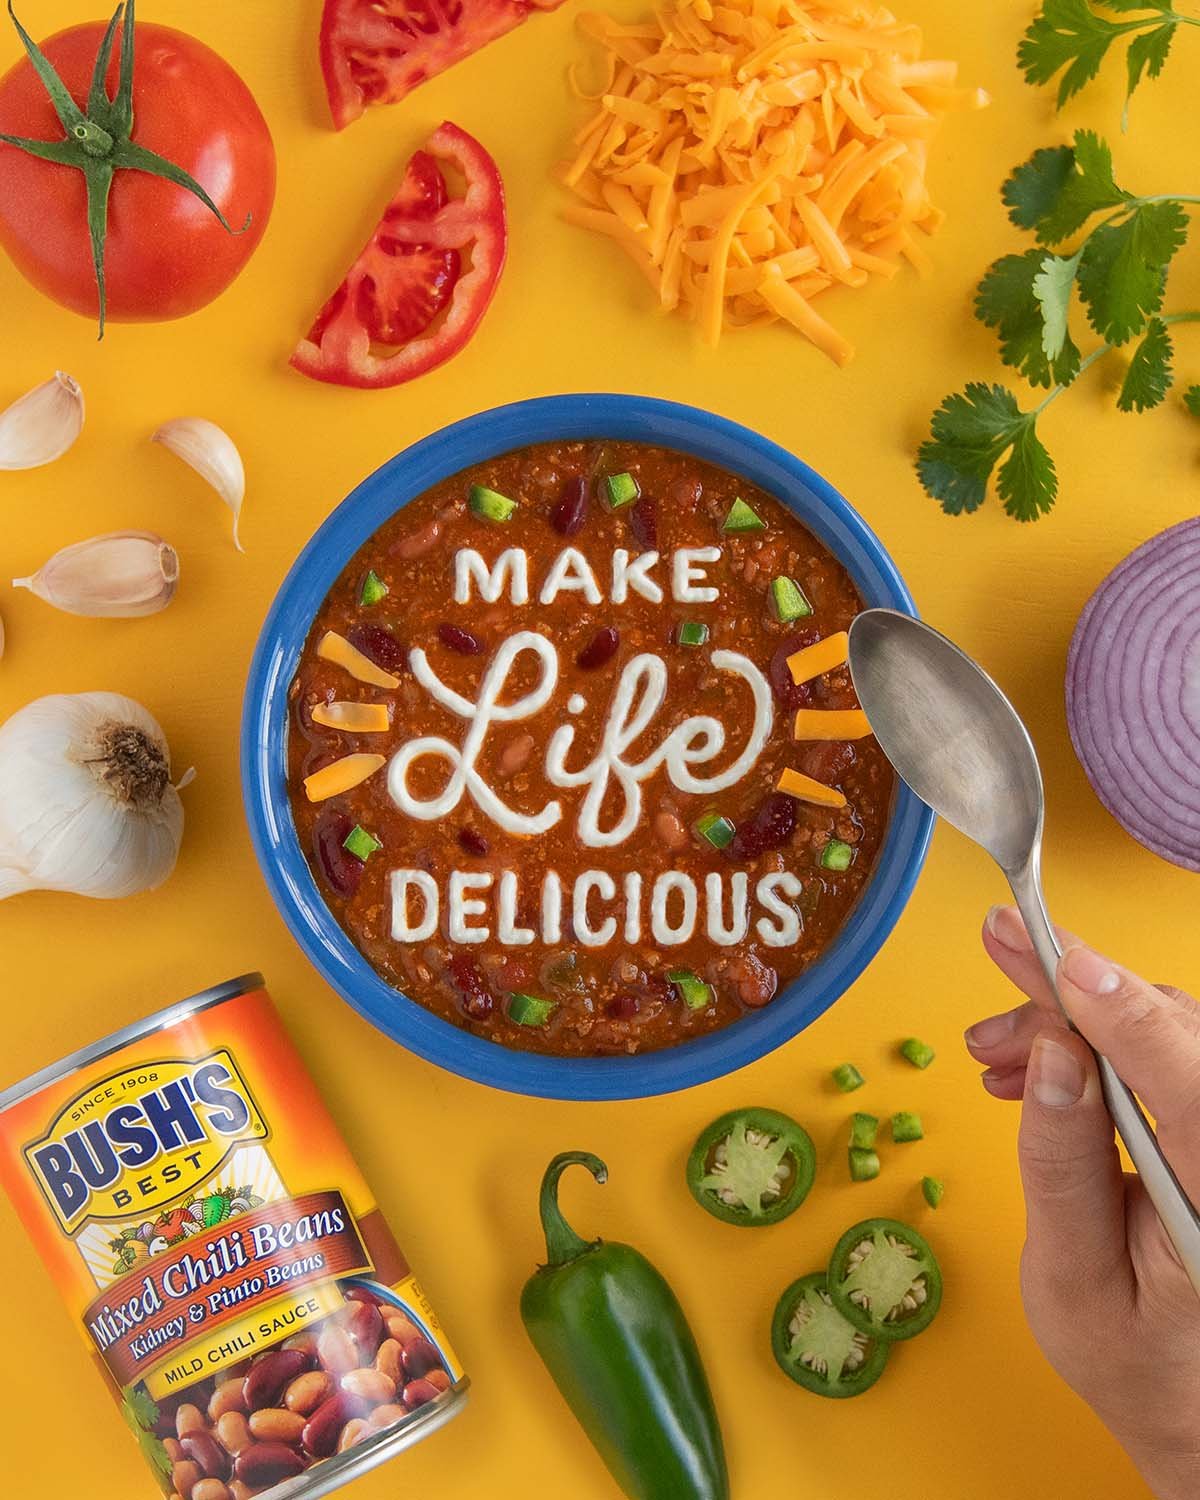 MAKE
Life
DELICIOUS
SINCE 1908
BUSH'S
BEST
Mixed Chili Beans
Kidney & Pinto Beans
MILD CHILI SAUCE